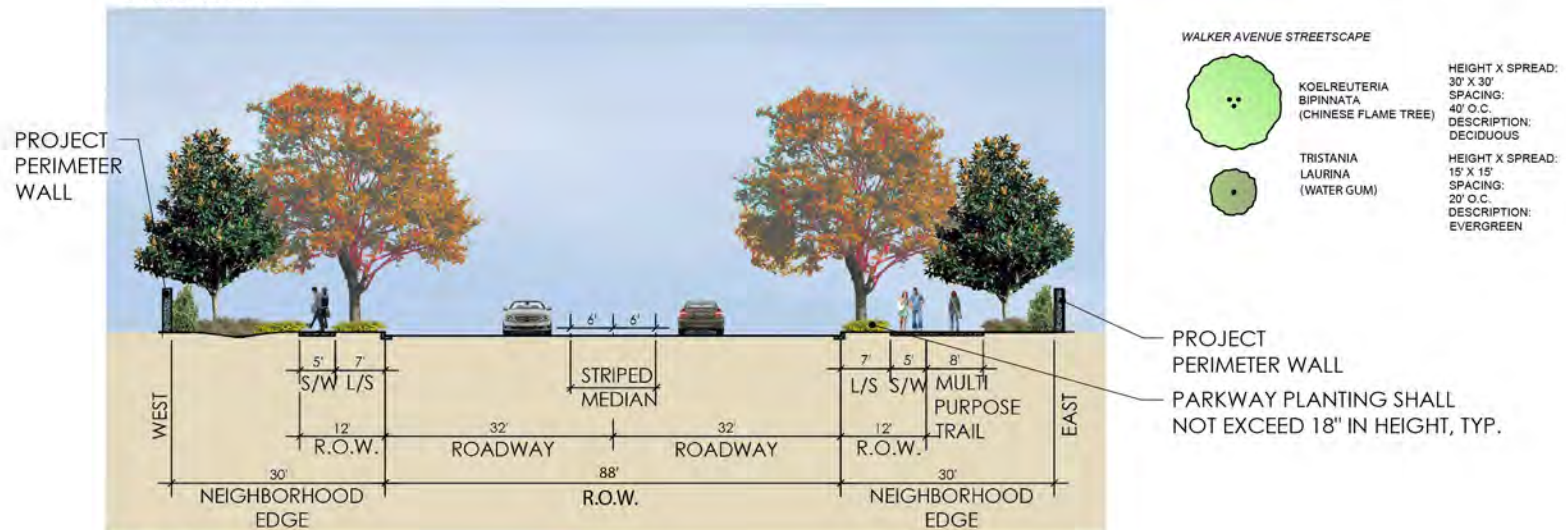 WALKER AVENUE STREETSCAPE
KOELREUTERIA
BIPINNATA
(CHINESE FLAME TREE)
HEIGHT X SPREAD:
30' X 30'
SPACING:
40' O.C.
DESCRIPTION:
DECIDUOUS
TRISTANIA
LAURINA
(WATER GUM)
HEIGHT X SPREAD:
15' X 15'
SPACING:
20' O.C.
DESCRIPTION:
EVERGREEN
PROJECT
PERIMETER
WALL
6' 6'
5' 7'
S/W L/S
STRIPED
MEDIAN
7' 5' 8'
L/S S/W MULTI
PURPOSE
TRAIL
WEST
EAST
12'
R.O.W.
32'
ROADWAY
32'
ROADWAY
12'
R.O.W.
30'
NEIGHBORHOOD
EDGE
88'
R.O.W.
30'
NEIGHBORHOOD
EDGE
PROJECT
PERIMETER WALL
PARKWAY PLANTING SHALL
NOT EXCEED 18" IN HEIGHT, TYP.